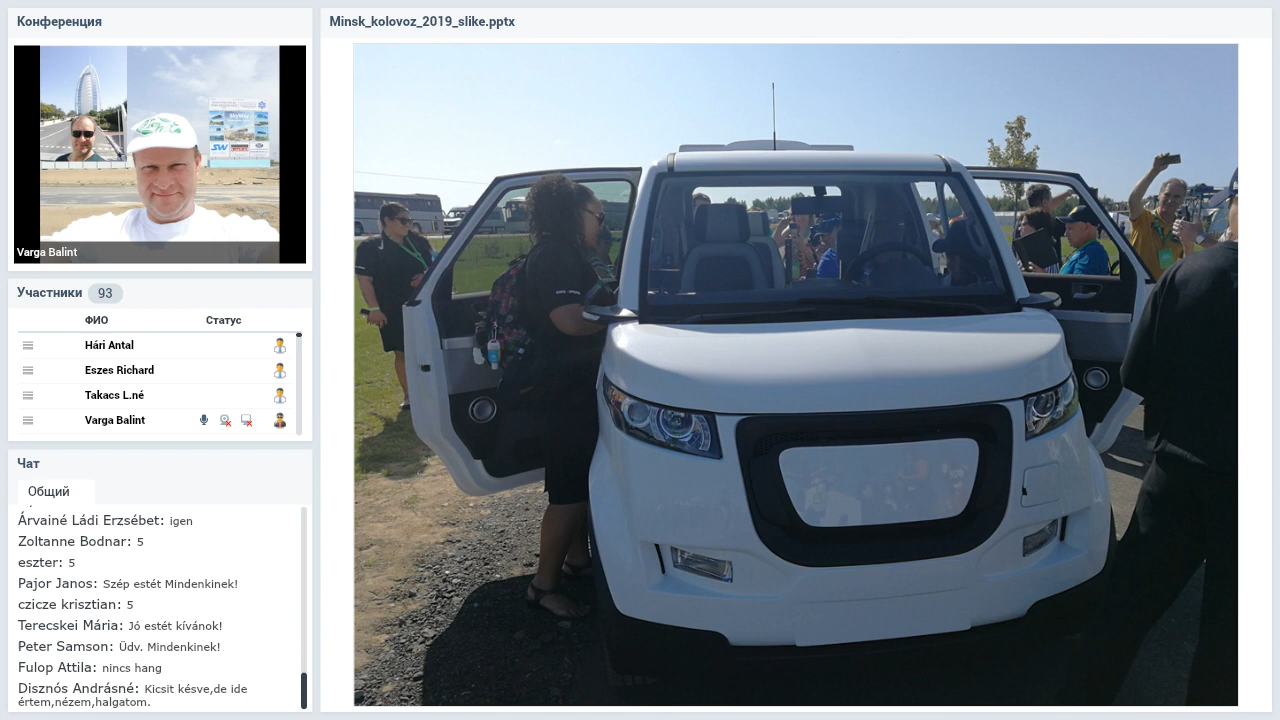 Конференция
Varga Balint
Участники 93
ФИО Статус
Hári Antal
Eszes Richard
Takacs L.né
Varga Balint
Чат
Общий
Árvainé Ládi Erzsébet: igen
Zoltanne Bodnar: 5
eszter: 5
Pajor Janos: Szép estét Mindenkinek!
czicze krisztian: 5
Terecskei Mária: Jó estét kívánok!
Peter Samson: Üdv. Mindenkinek!
Fulop Attila: nincs hang
Disznós Andrásné: Kicsit késve,de ide
értem,nézem,halgatom.
Minsk_kolovoz_2019_slike.pptx
SkyWay
SW